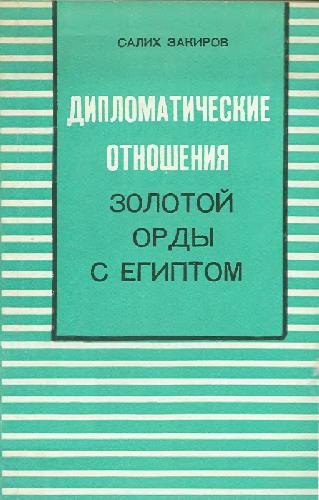 САЛИХ ЗАКИРОВ
ДИПЛОМАТИЧЕСКИЕ
ОТНОШЕНИЯ
ЗОЛОТОЙ
ОРДЫ
С ЕГИПТОМ